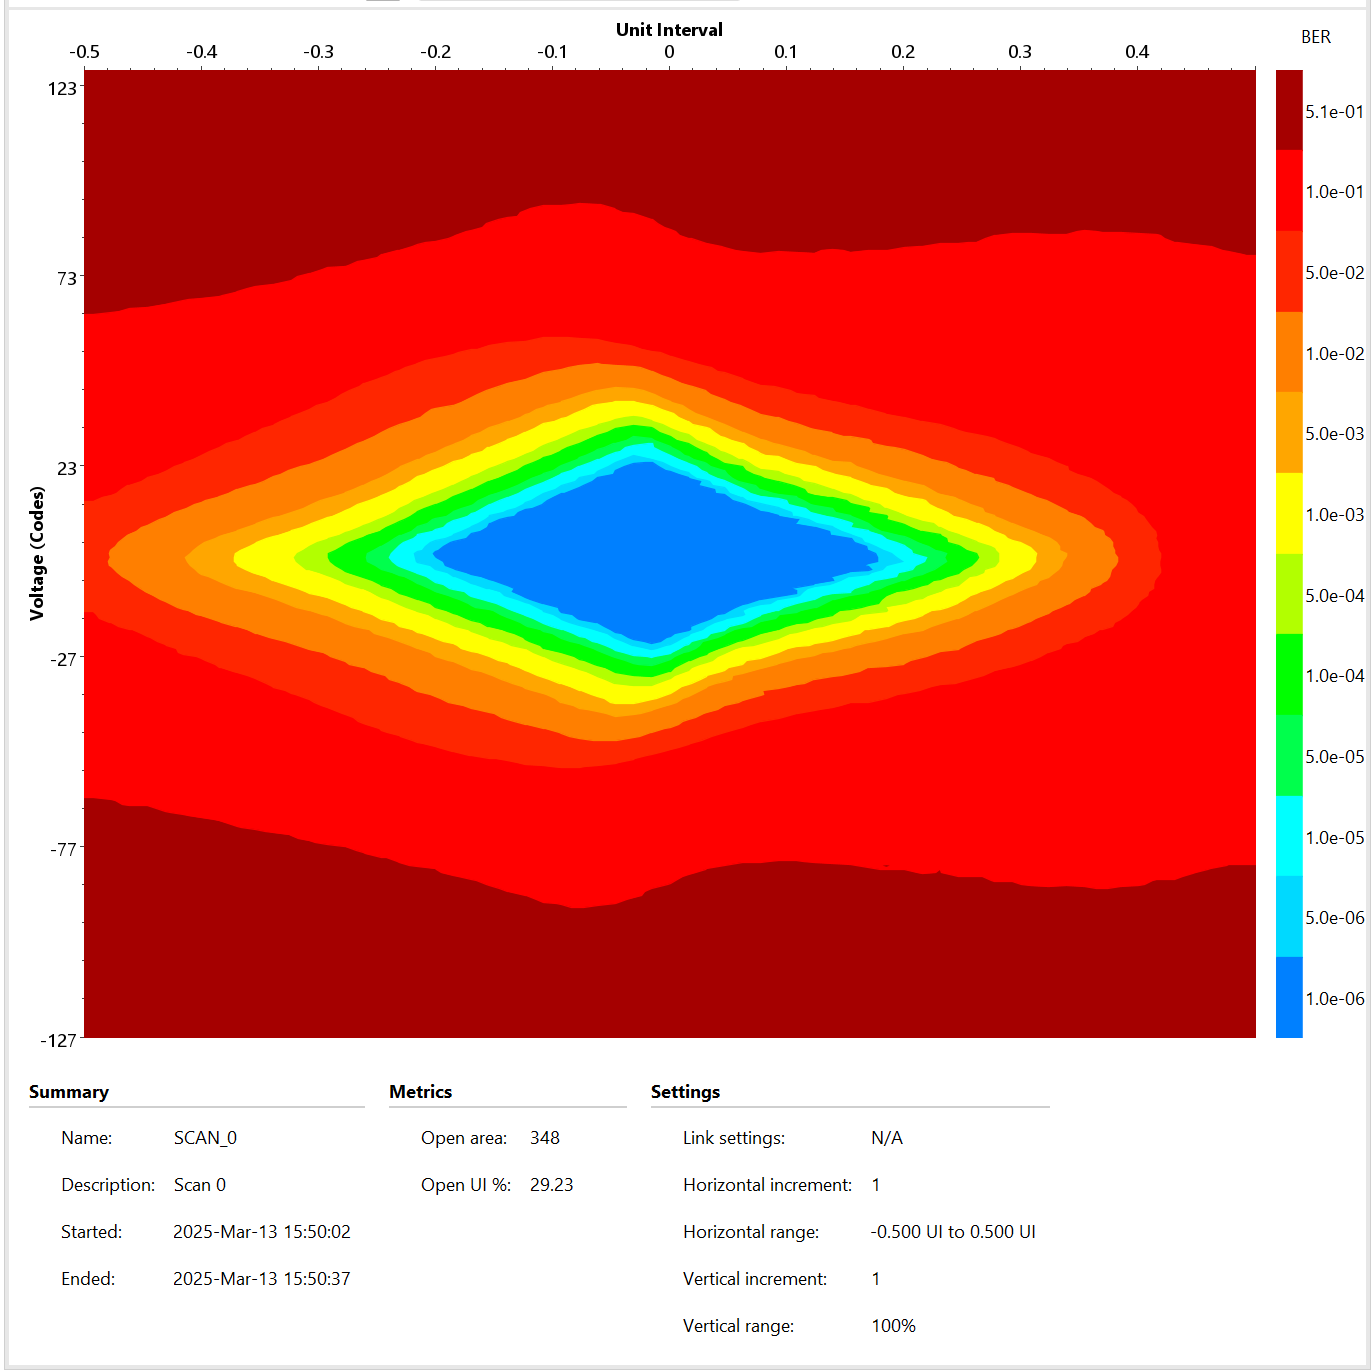 Unit Interval
BER
-0.5 -0.4 -0.3 -0.2 -0.1 0 0.1 0.2 0.3 0.4
123
73
23
-27
-77
-127
Voltage (Codes)
5.1e-01
1.0e-01
5.0e-02
1.0e-02
5.0e-03
1.0e-03
5.0e-04
1.0e-04
5.0e-05
1.0e-05
5.0e-06
1.0e-06
Summary
Name: SCAN_0
Description: Scan 0
Started: 2025-Mar-13 15:50:02
Ended: 2025-Mar-13 15:50:37
Metrics
Open area: 348
Open UI %: 29.23
Settings
Link settings: N/A
Horizontal increment: 1
Horizontal range: -0.500 UI to 0.500 UI
Vertical increment: 1
Vertical range: 100%